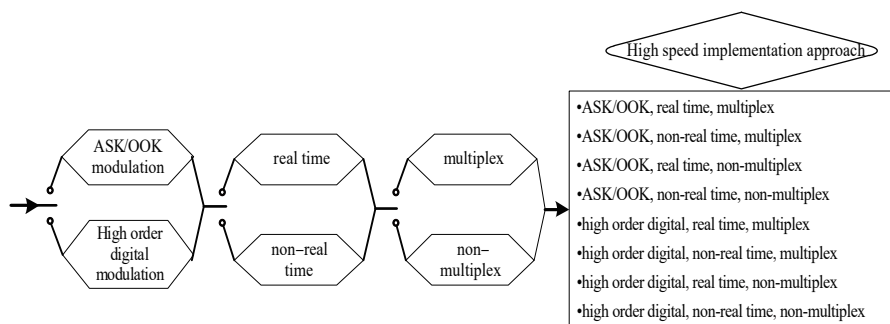 High speed implementation approach
ASK/OOK
modulation
real time
multiplex
High order
digital
modulation
non–real
time
non–
multiplex
•ASK/OOK, real time, multiplex
•ASK/OOK, non-real time, multiplex
•ASK/OOK, real time, non-multiplex
•ASK/OOK, non-real time, non-multiplex
•high order digital, real time, multiplex
•high order digital, non-real time, multiplex
•high order digital, real time, non-multiplex
•high order digital, non-real time, non-multiplex